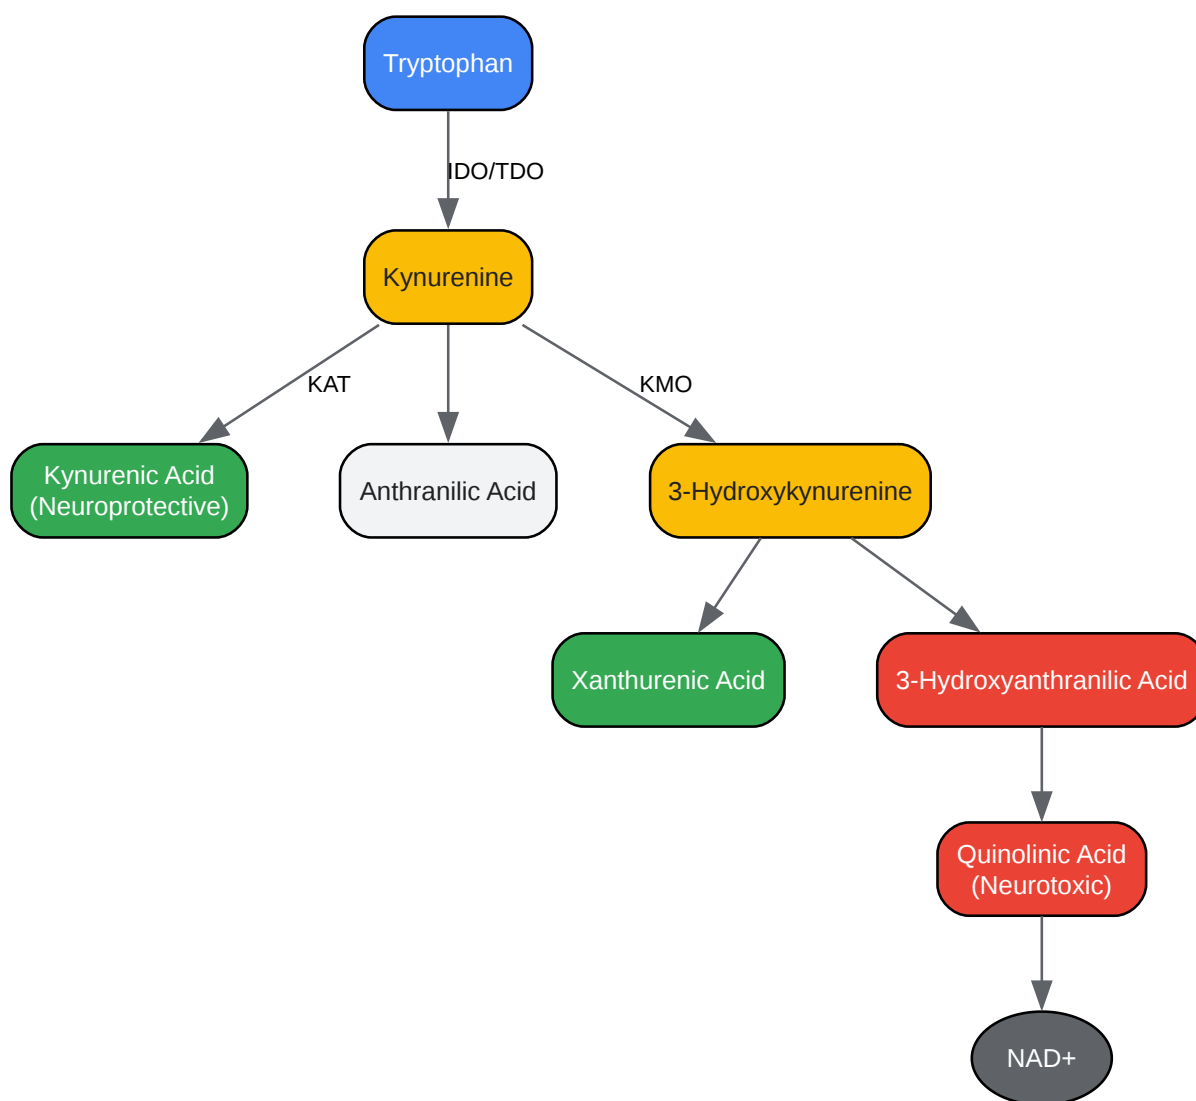 Tryptophan
IDO/TDO
Kynurenine
KAT
KMO
Kynurenic Acid
(Neuroprotective)
Anthranilic Acid
3-Hydroxykynurenine
Xanthurenic Acid
3-Hydroxyanthranilic Acid
Quinolinic Acid
(Neurotoxic)
NAD+